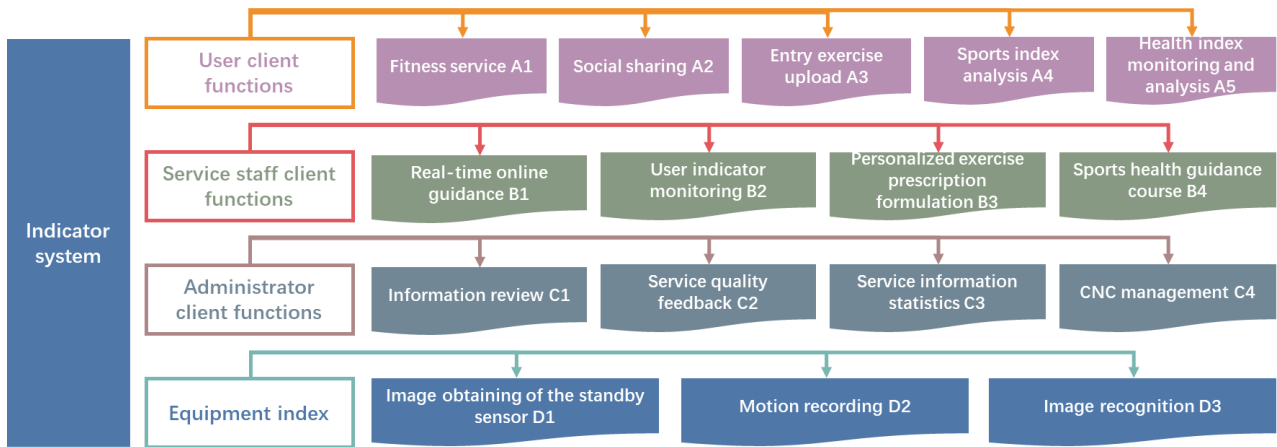 Indicator
system
User client
functions
Fitness service A1
Social sharing A2
Entry exercise
upload A3
Sports index
analysis A4
Health index
monitoring and
analysis A5
Service staff client
functions
Real-time online
guidance B1
User indicator
monitoring B2
Personalized exercise
prescription
formulation B3
Sports health guidance
course B4
Administrator
client functions
Information review C1
Service quality
feedback C2
Service information
statistics C3
CNC management C4
Equipment index
Image obtaining of the standby
sensor D1
Motion recording D2
Image recognition D3